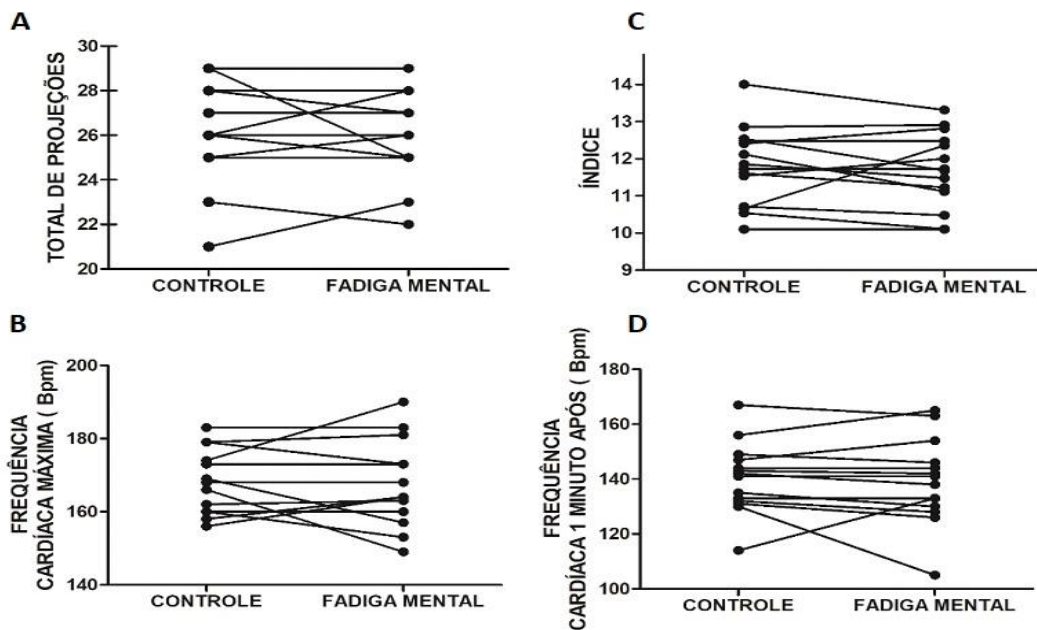 A
TOTAL DE PROJEÇÕES
30
28
26
24
22
20
CONTROLE FADIGA MENTAL
C
ÍNDICE
14
13
12
11
10
9
CONTROLE FADIGA MENTAL
B
FREQUÊNCIA
CARDÍACA MÁXIMA ( Bpm)
200
180
160
140
CONTROLE FADIGA MENTAL
D
FREQUÊNCIA
CARDÍACA 1 MINUTO APÓS ( Bpm)
180
160
140
120
100
CONTROLE FADIGA MENTAL